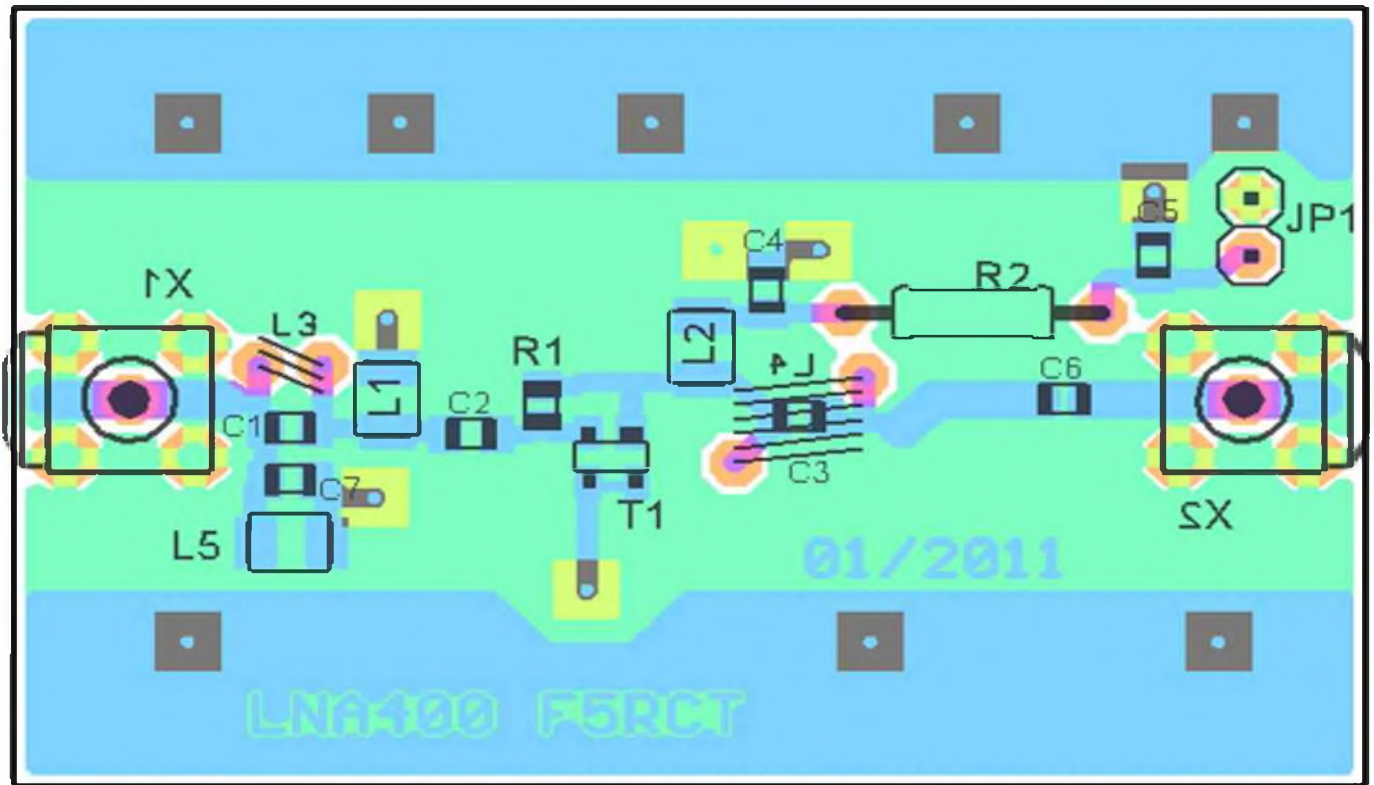 C5
JP1
C4
R2
X1
L3
L2
R1
L4
C6
L1
C2
C1
C3
C7
X2
T1
L5
01/2011
LNA400 F5RCT